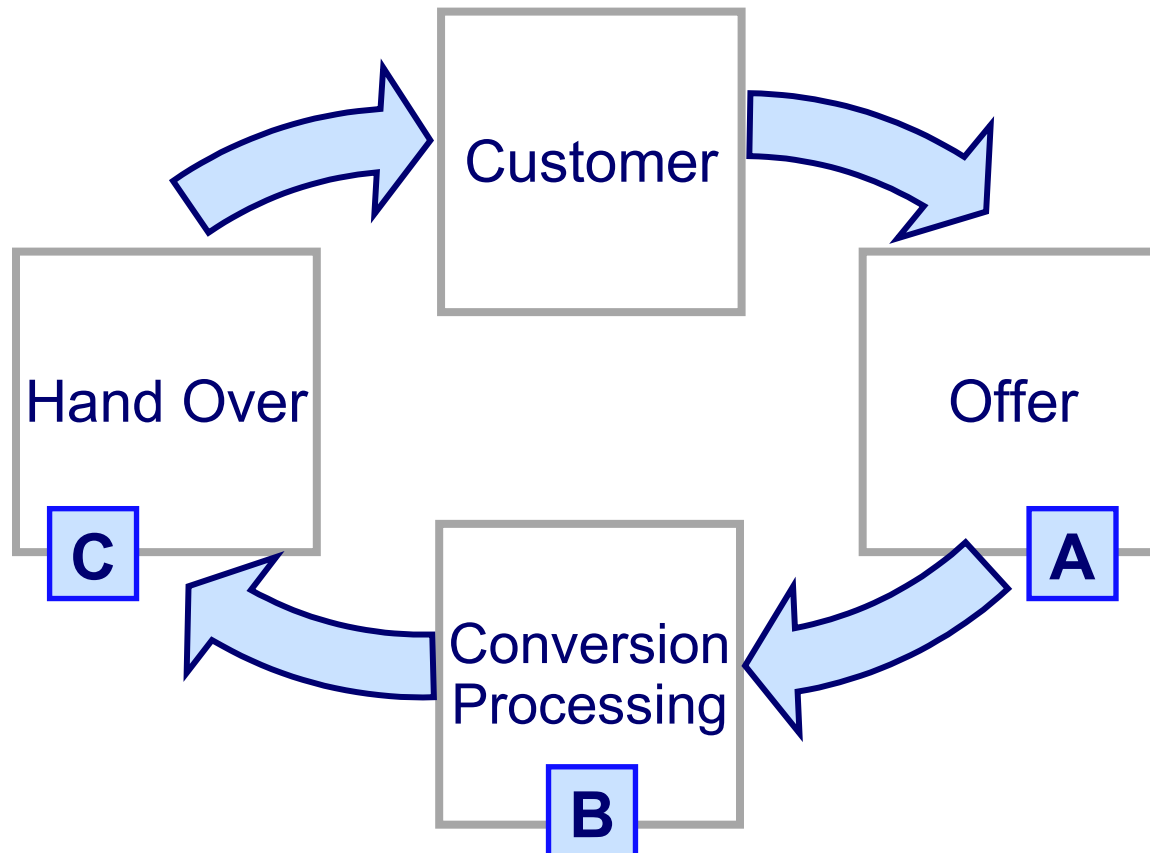 Customer
Hand Over
Offer
C
A
Conversion
Processing
B